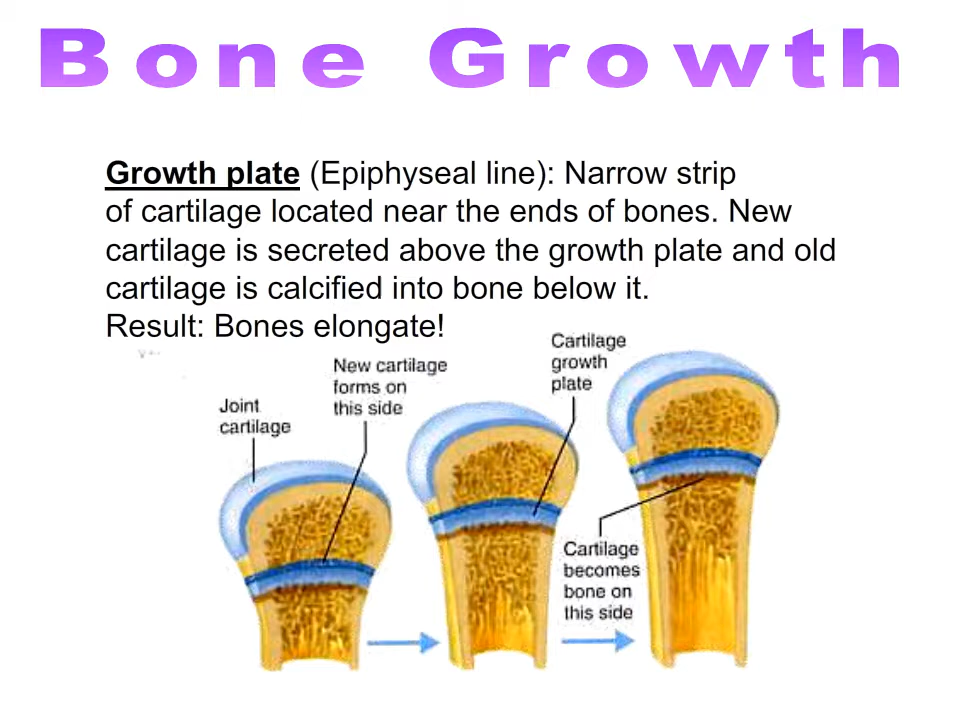 Bone Growth
Growth plate (Epiphyseal line): Narrow strip
of cartilage located near the ends of bones. New
cartilage is secreted above the growth plate and old
cartilage is calcified into bone below it.
Result: Bones elongate!
Joint
cartilage
New cartilage
forms on
this side
Cartilage
growth
plate
Cartilage
becomes
bone on
this side